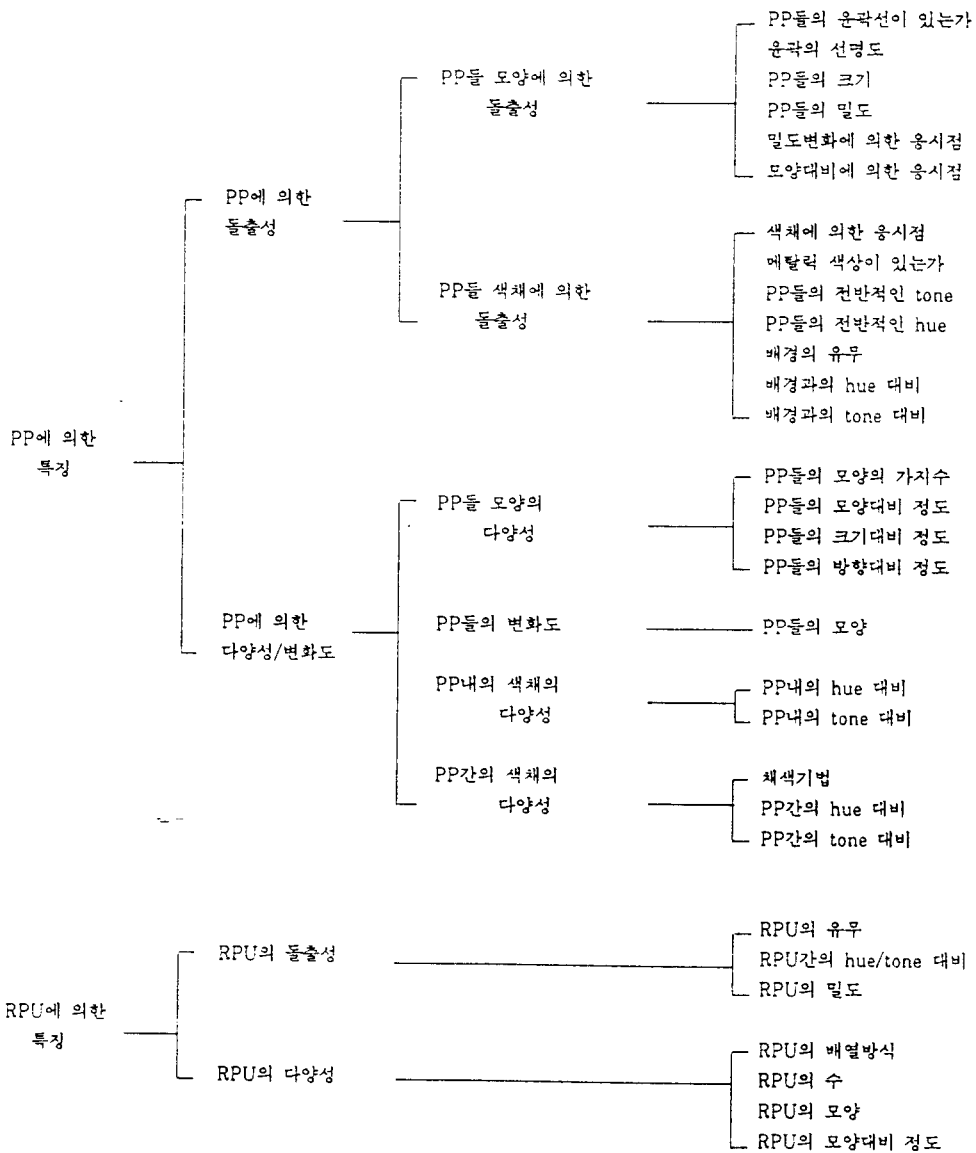 PP에 의한
특징
PP에 의한
돌출성
PP들 모양에 의한
돌출성
PP들의 윤곽선이 있는가
윤곽의 선명도
PP들의 크기
PP들의 밀도
밀도변화에 의한 응시점
모양대비에 의한 응시점
PP들 색채에 의한
돌출성
색채에 의한 응시점
메탈릭 색상이 있는가
PP들의 전반적인 tone
PP들의 전반적인 hue
배경의 유무
배경과의 hue 대비
배경과의 tone 대비
PP에 의한
다양성/변화도
PP들 모양의
다양성
PP들의 모양의 가지수
PP들의 모양대비 정도
PP들의 크기대비 정도
PP들의 방향대비 정도
PP들의 변화도
PP들의 모양
PP내의 색채의
다양성
PP내의 hue 대비
PP내의 tone 대비
PP간의 색채의
다양성
채색기법
PP간의 hue 대비
PP간의 tone 대비
RPU에 의한
특징
RPU의 돌출성
RPU의 유무
RPU간의 hue/tone 대비
RPU의 밀도
RPU의 다양성
RPU의 배열방식
RPU의 수
RPU의 모양
RPU의 모양대비 정도